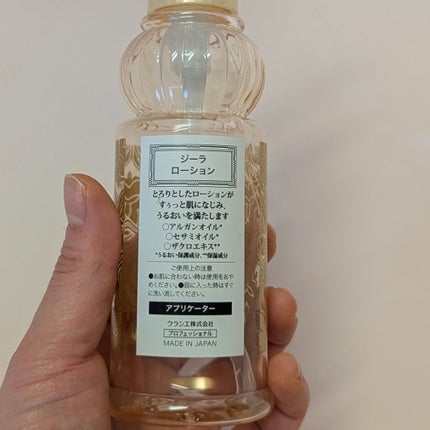 ジーラ
ローション
とろりとしたローションが
すぅっと肌になじみ、
うるおいを満たします
○アルガンオイル*
○セサミオイル*
○ザクロエキス**
*うるおい保護成分、**保湿成分
ご使用上の注意
●お肌に合わない時は使用をおや
めください。●目に入った時はすぐ
に洗い流してください。
アプリケーター
クランエ株式会社
プロフェッショナル
MADE IN JAPAN